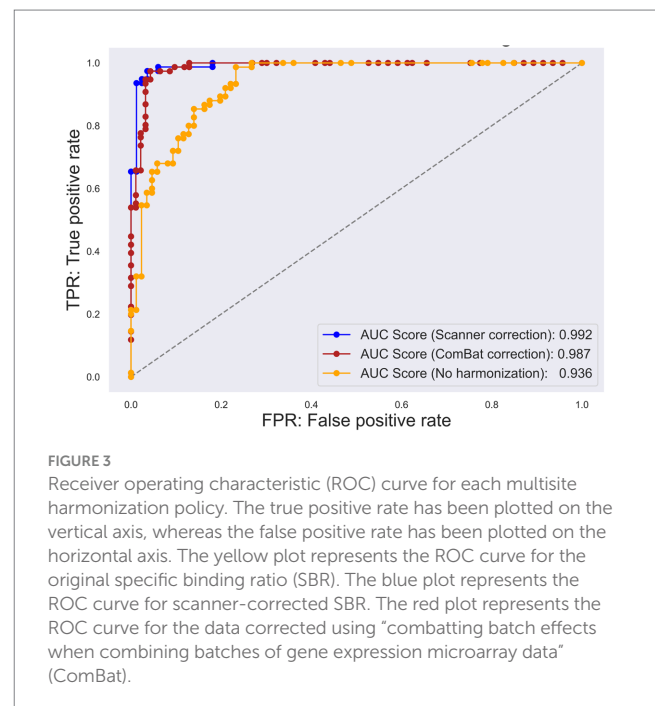 1.0
0.8
0.6
0.4
0.2
0.0
TPR: True positive rate
AUC Score (Scanner correction): 0.992
AUC Score (ComBat correction): 0.987
AUC Score (No harmonization): 0.936
0.0 0.2 0.4 0.6 0.8 1.0
FPR: False positive rate
FIGURE 3
Receiver operating characteristic (ROC) curve for each multisite
harmonization policy. The true positive rate has been plotted on the
vertical axis, whereas the false positive rate has been plotted on the
horizontal axis. The yellow plot represents the ROC curve for the
original specific binding ratio (SBR). The blue plot represents the
ROC curve for scanner-corrected SBR. The red plot represents the
ROC curve for the data corrected using “combatting batch effects
when combining batches of gene expression microarray data”
(ComBat).